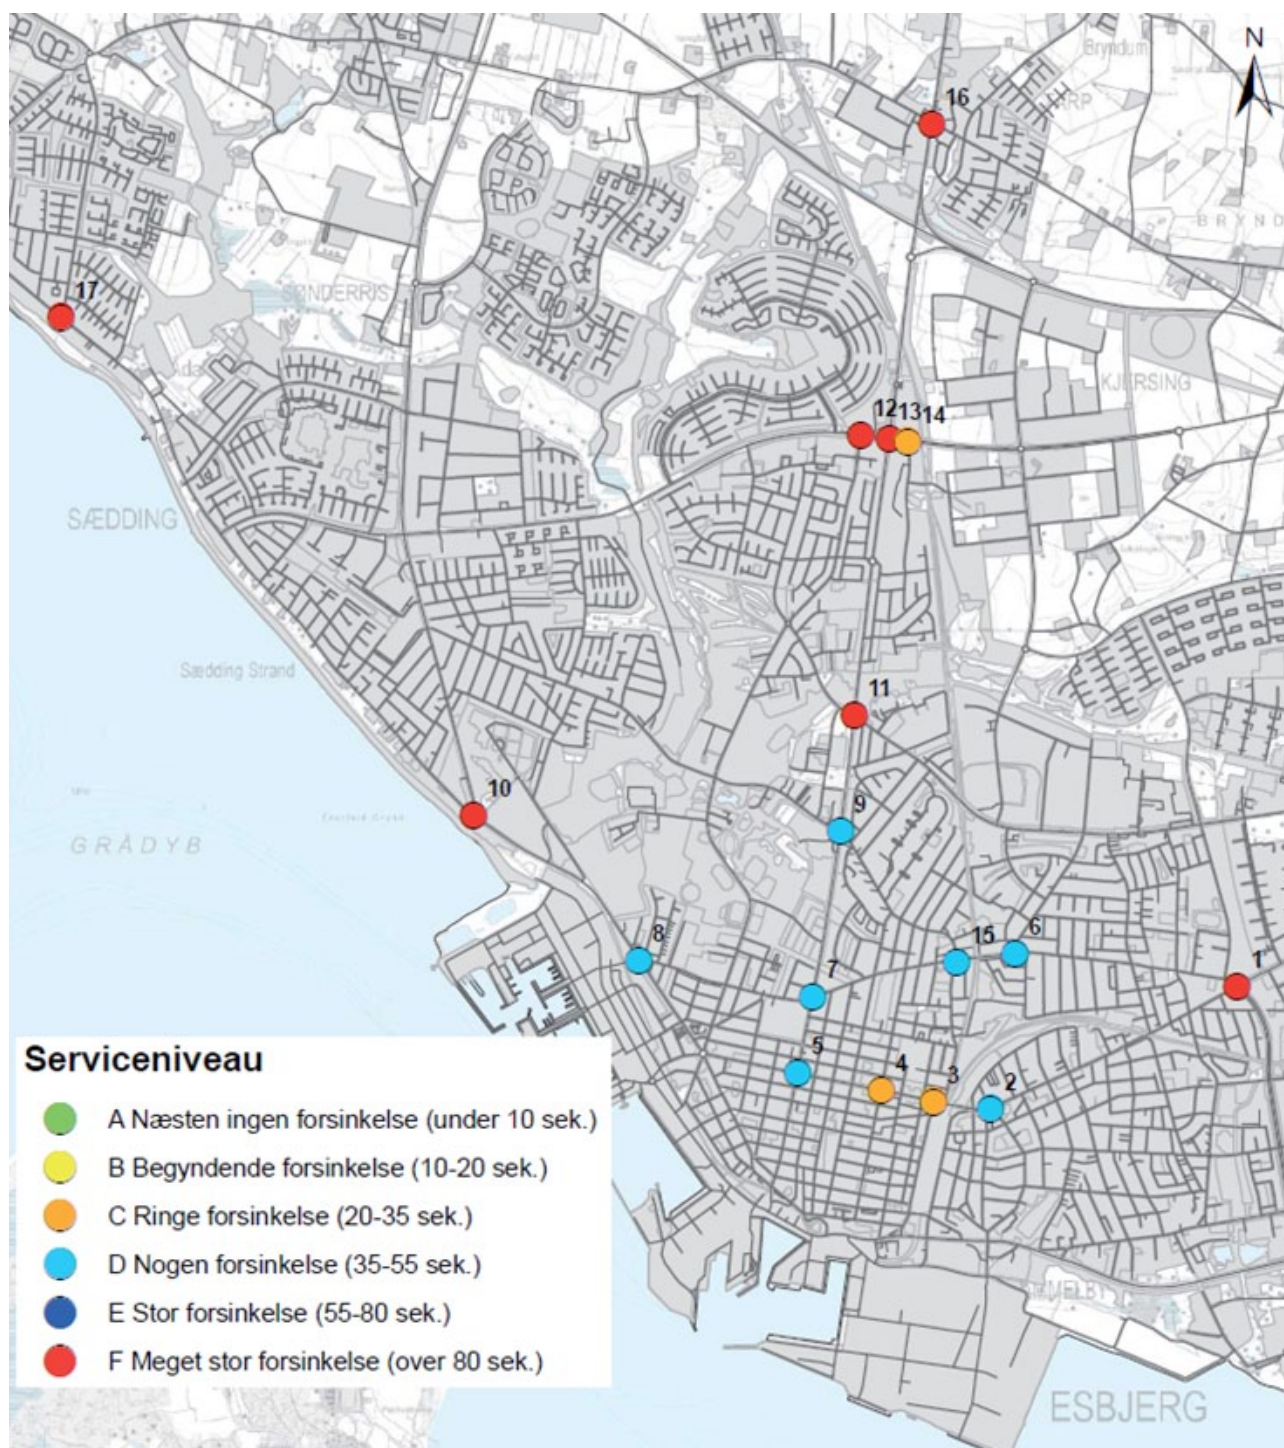 N
Bryndum
16
17
SØNDERRIS
KJERSING
12
13
14
SÆDDING
Sædding Strand
11
10
9
GRÅDYB
8
15
6
7
1
5
4
3
2
Serviceniveau
A Næsten ingen forsinkelse (under 10 sek.)
B Begyndende forsinkelse (10-20 sek.)
C Ringe forsinkelse (20-35 sek.)
D Nogen forsinkelse (35-55 sek.)
E Stor forsinkelse (55-80 sek.)
F Meget stor forsinkelse (over 80 sek.)
ESBJERG